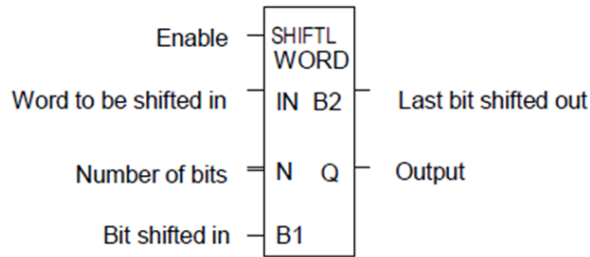 Enable SHIFTL
WORD
Word to be shifted in IN B2 Last bit shifted out
Number of bits N Q Output
Bit shifted in B1